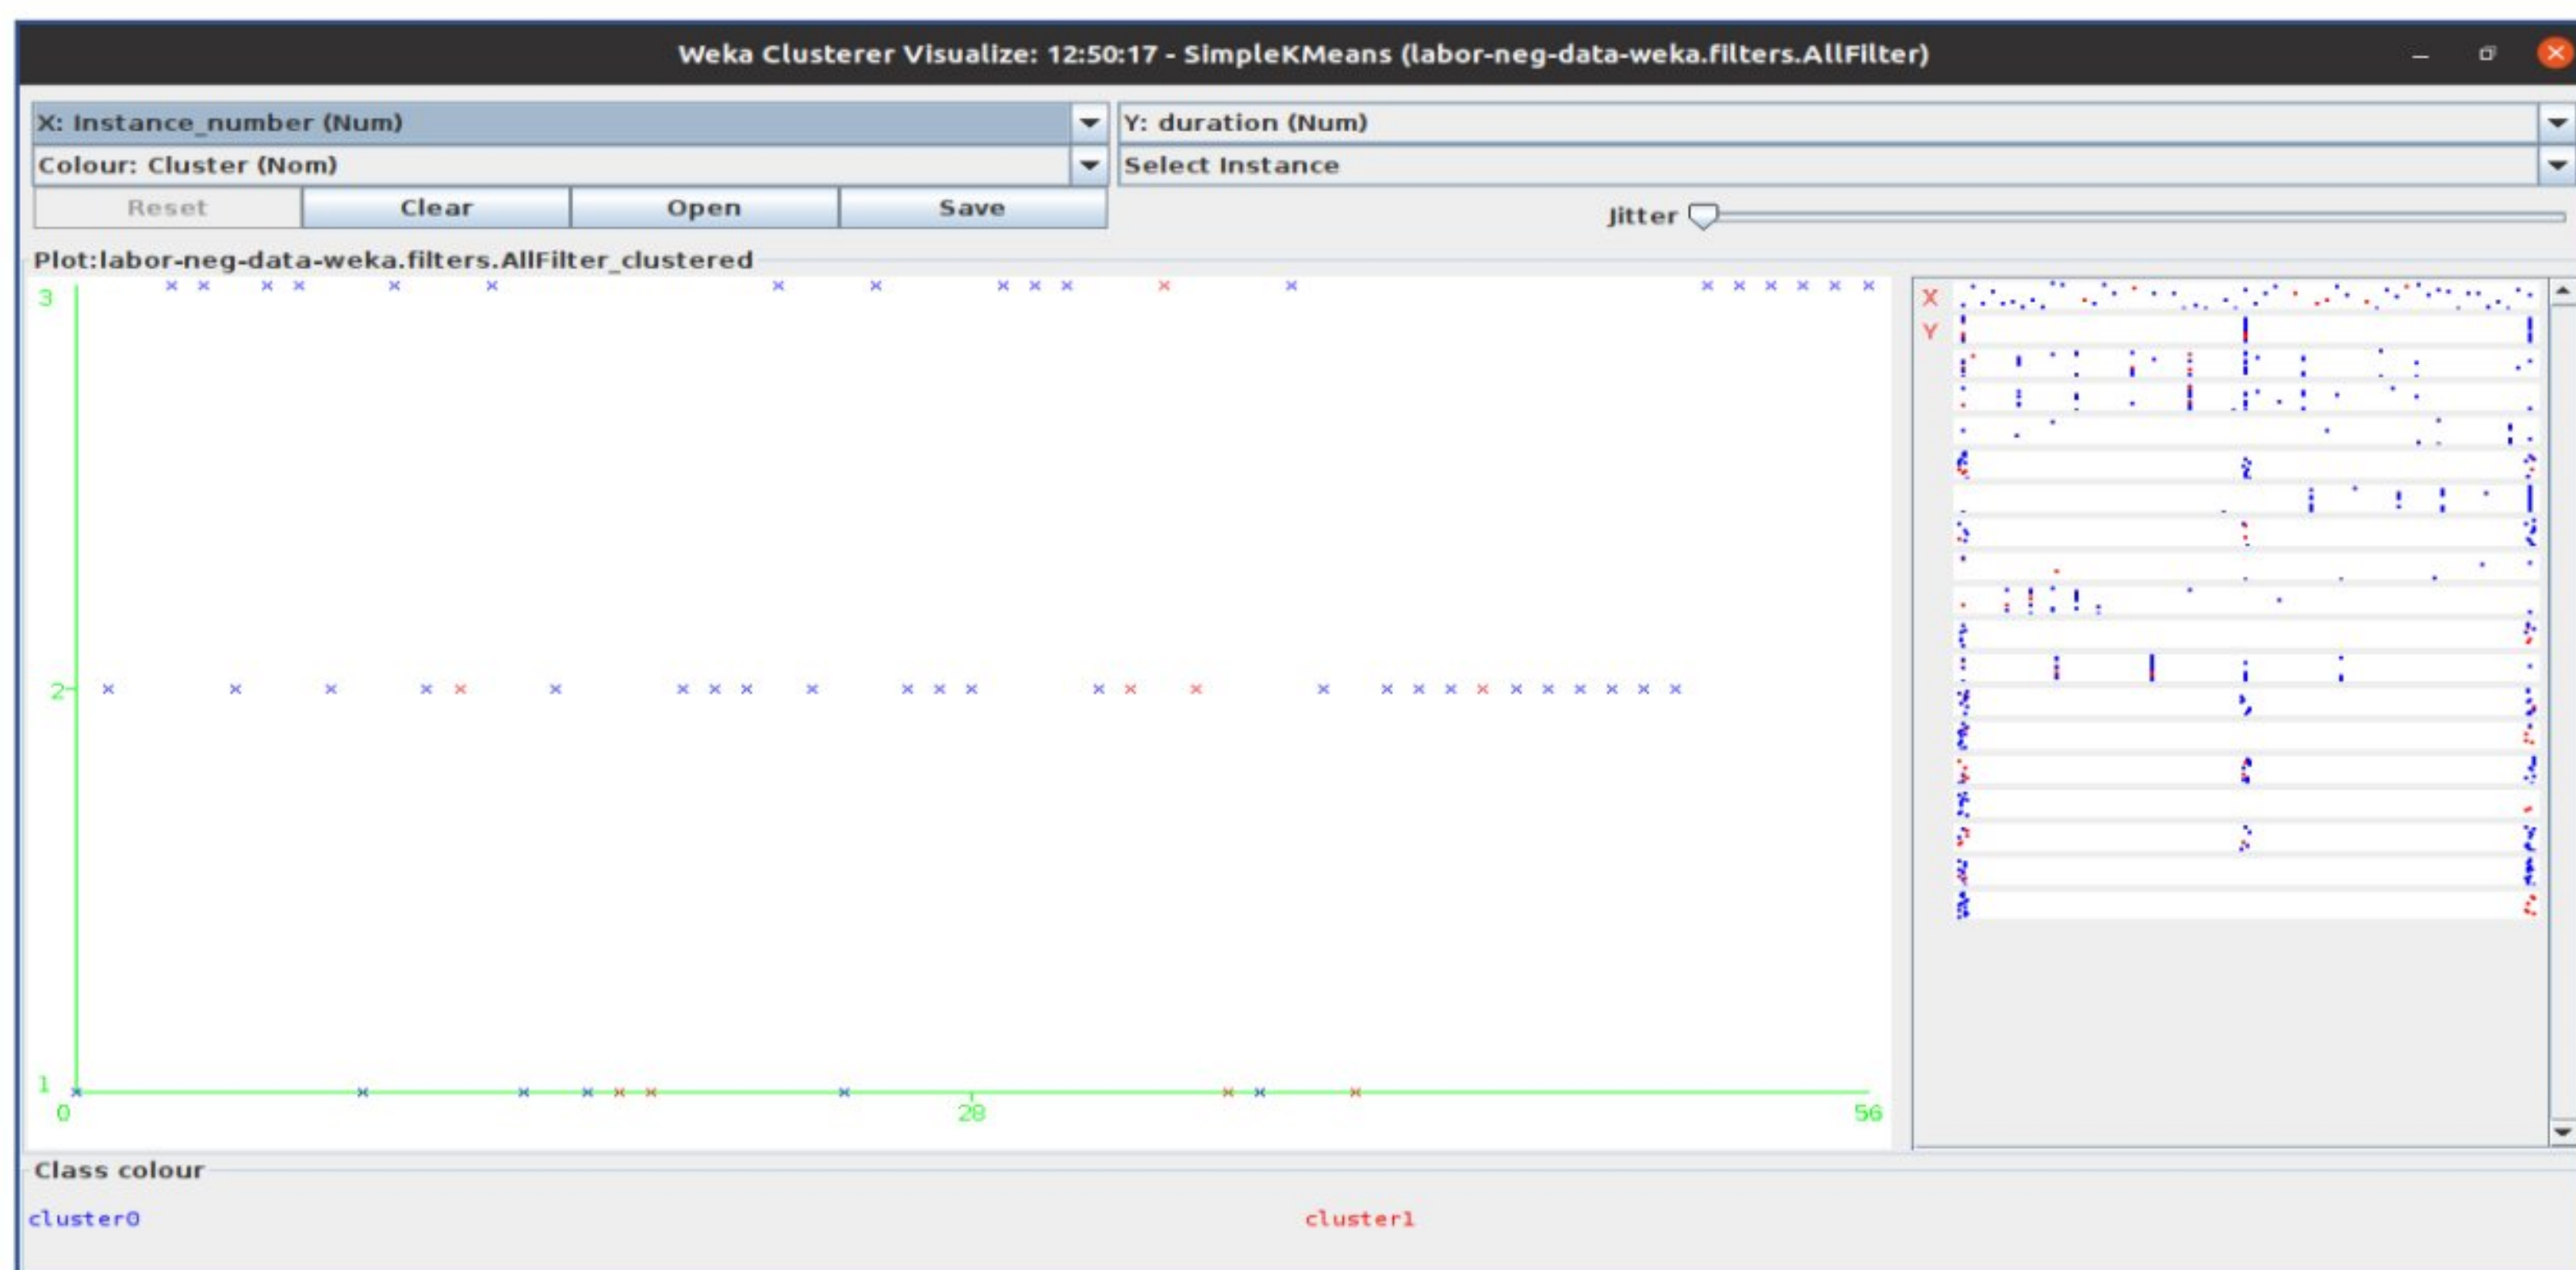 Weka Clusterer Visualize: 12:50:17 - SimpleKMeans (labor-neg-data-weka.filters.AllFilter)
X: Instance_number (Num)
Y: duration (Num)
Colour: Cluster (Nom)
Select Instance
Reset
Clear
Open
Save
Jitter
Plot:labor-neg-data-weka.filters.AllFilter_clustered
3
2
1
0
28
56
X
Y
Class colour
cluster0
cluster1